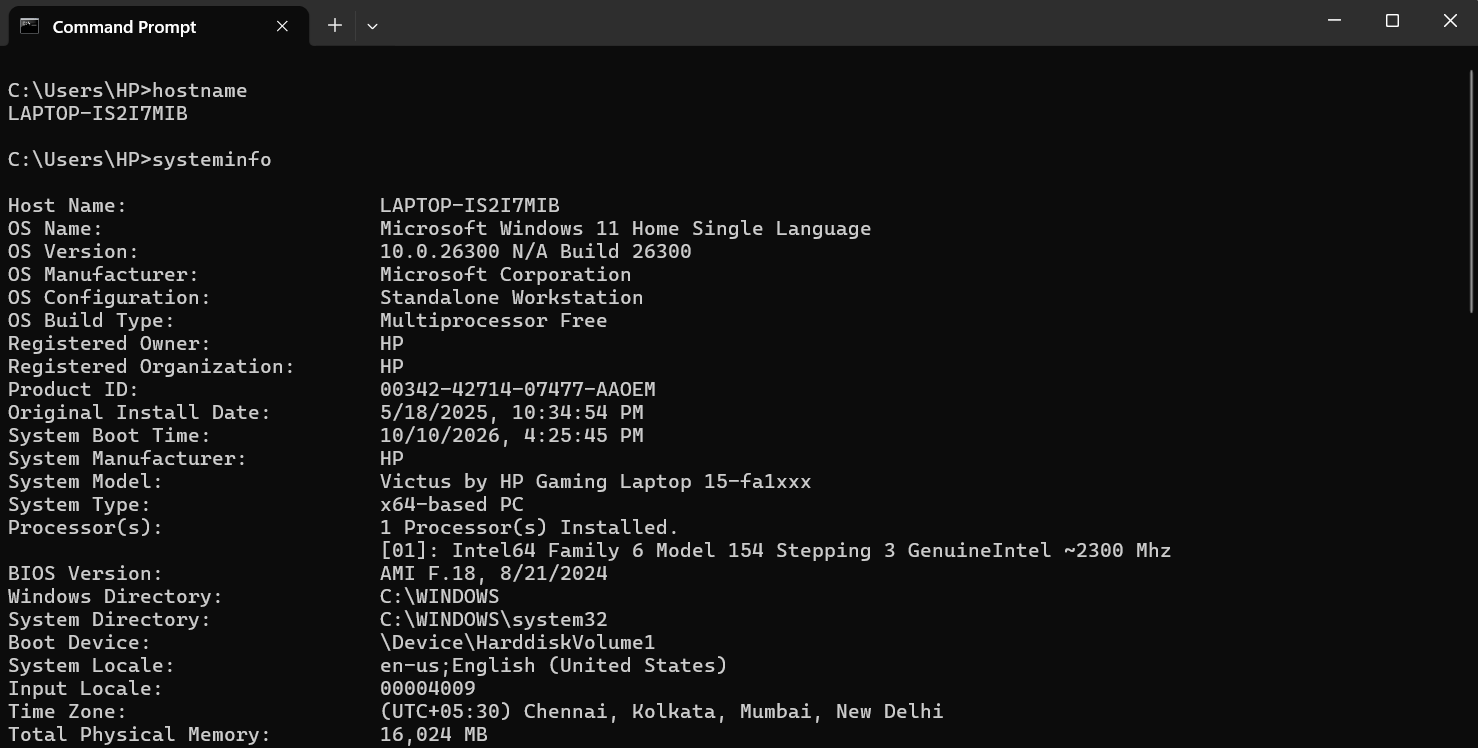 Command Prompt
C:\Users\HP>hostname
LAPTOP-IS2I7MIB
C:\Users\HP>systeminfo
Host Name: LAPTOP-IS2I7MIB
OS Name: Microsoft Windows 11 Home Single Language
OS Version: 10.0.26300 N/A Build 26300
OS Manufacturer: Microsoft Corporation
OS Configuration: Standalone Workstation
OS Build Type: Multiprocessor Free
Registered Owner: HP
Registered Organization: HP
Product ID: 00342-42714-07477-AAOEM
Original Install Date: 5/18/2025, 10:34:54 PM
System Boot Time: 10/10/2026, 4:25:45 PM
System Manufacturer: HP
System Model: Victus by HP Gaming Laptop 15-fa1xxx
System Type: x64-based PC
Processor(s): 1 Processor(s) Installed.
[01]: Intel64 Family 6 Model 154 Stepping 3 GenuineIntel ~2300 Mhz
BIOS Version: AMI F.18, 8/21/2024
Windows Directory: C:\WINDOWS
System Directory: C:\WINDOWS\system32
Boot Device: \Device\HarddiskVolume1
System Locale: en-us;English (United States)
Input Locale: 00004009
Time Zone: (UTC+05:30) Chennai, Kolkata, Mumbai, New Delhi
Total Physical Memory: 16,024 MB